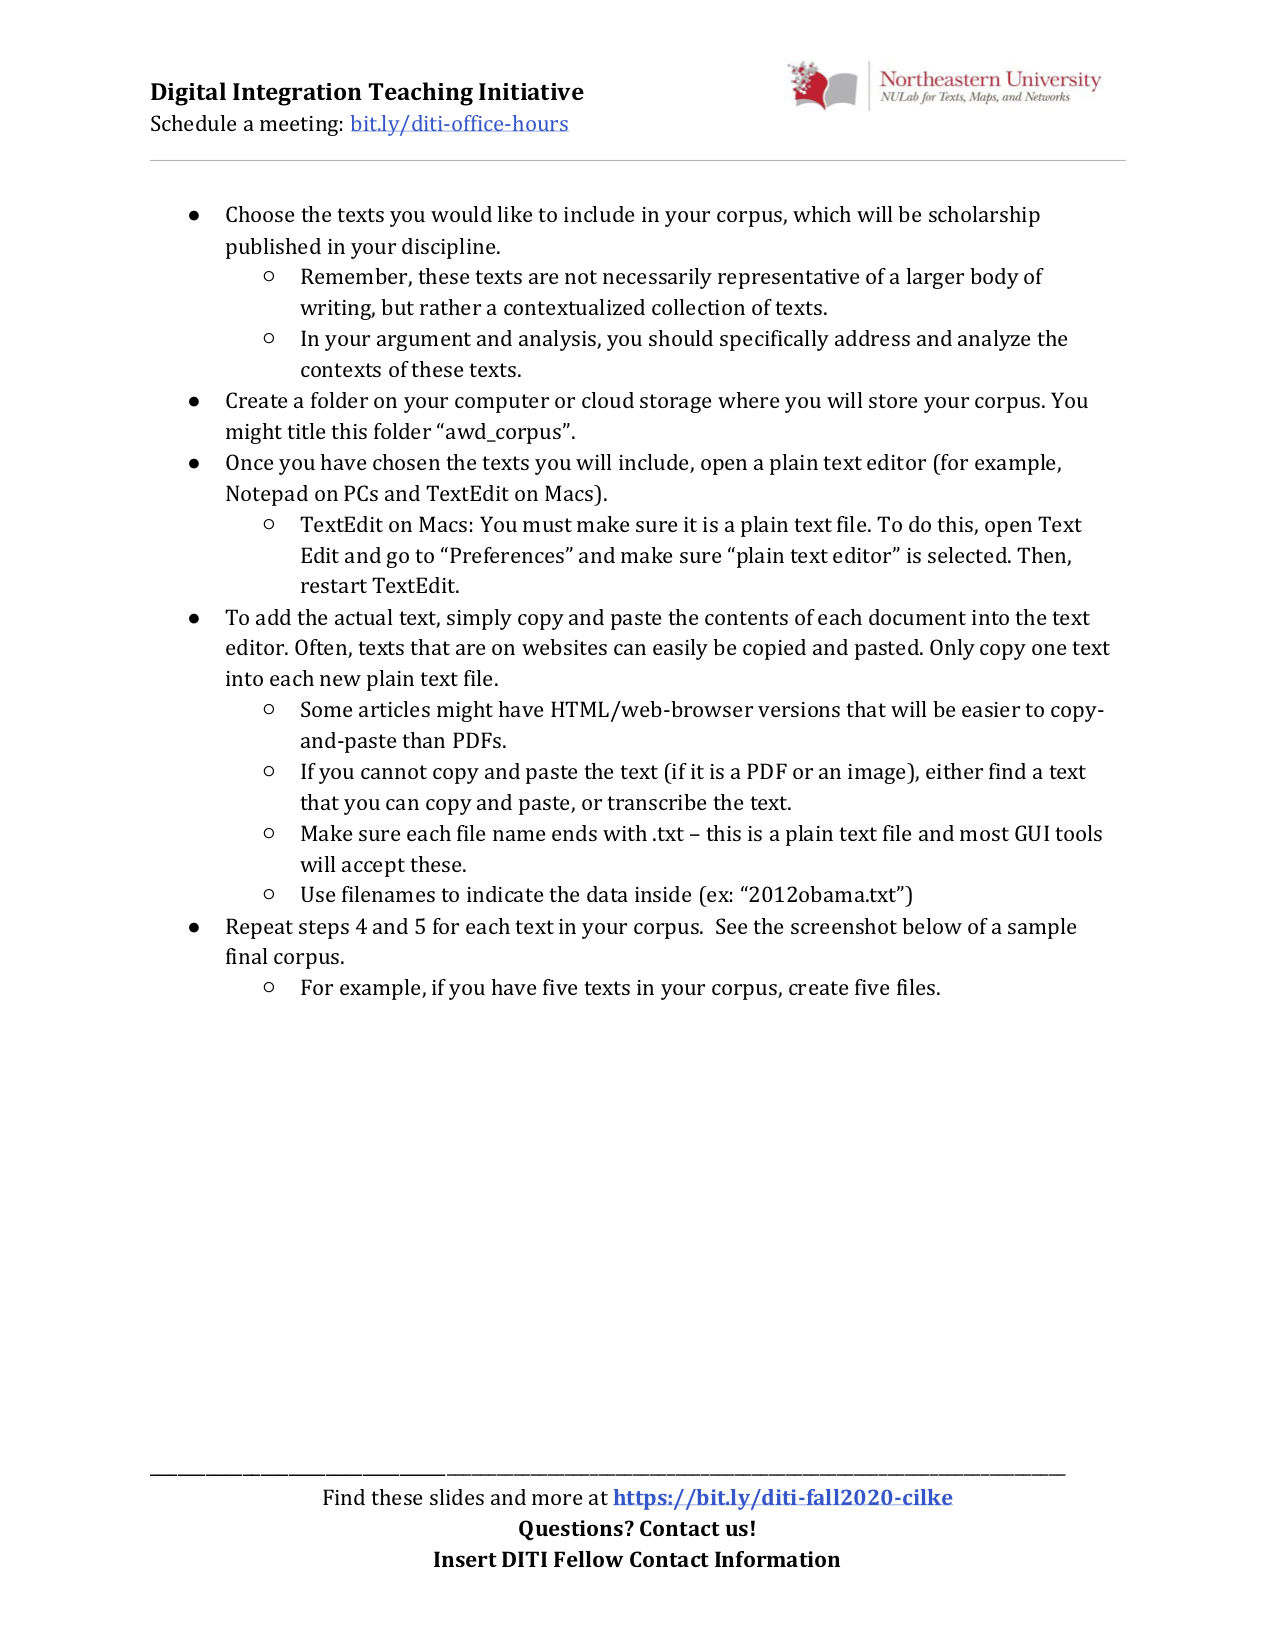 Digital Integration Teaching Initiative
Schedule a meeting: bit.ly/diti-office-hours
Northeastern University
NULab for Texts, Maps, and Networks
● Choose the texts you would like to include in your corpus, which will be scholarship
published in your discipline.
○ Remember, these texts are not necessarily representative of a larger body of
writing, but rather a contextualized collection of texts.
○ In your argument and analysis, you should specifically address and analyze the
contexts of these texts.
● Create a folder on your computer or cloud storage where you will store your corpus. You
might title this folder “awd_corpus”.
● Once you have chosen the texts you will include, open a plain text editor (for example,
Notepad on PCs and TextEdit on Macs).
○ TextEdit on Macs: You must make sure it is a plain text file. To do this, open Text
Edit and go to “Preferences” and make sure “plain text editor” is selected. Then,
restart TextEdit.
● To add the actual text, simply copy and paste the contents of each document into the text
editor. Often, texts that are on websites can easily be copied and pasted. Only copy one text
into each new plain text file.
○ Some articles might have HTML/web-browser versions that will be easier to copy-
and-paste than PDFs.
○ If you cannot copy and paste the text (if it is a PDF or an image), either find a text
that you can copy and paste, or transcribe the text.
○ Make sure each file name ends with .txt – this is a plain text file and most GUI tools
will accept these.
○ Use filenames to indicate the data inside (ex: “2012obama.txt”)
● Repeat steps 4 and 5 for each text in your corpus.  See the screenshot below of a sample
final corpus.
○ For example, if you have five texts in your corpus, create five files.
Find these slides and more at https://bit.ly/diti-fall2020-cilke
Questions? Contact us!
Insert DITI Fellow Contact Information